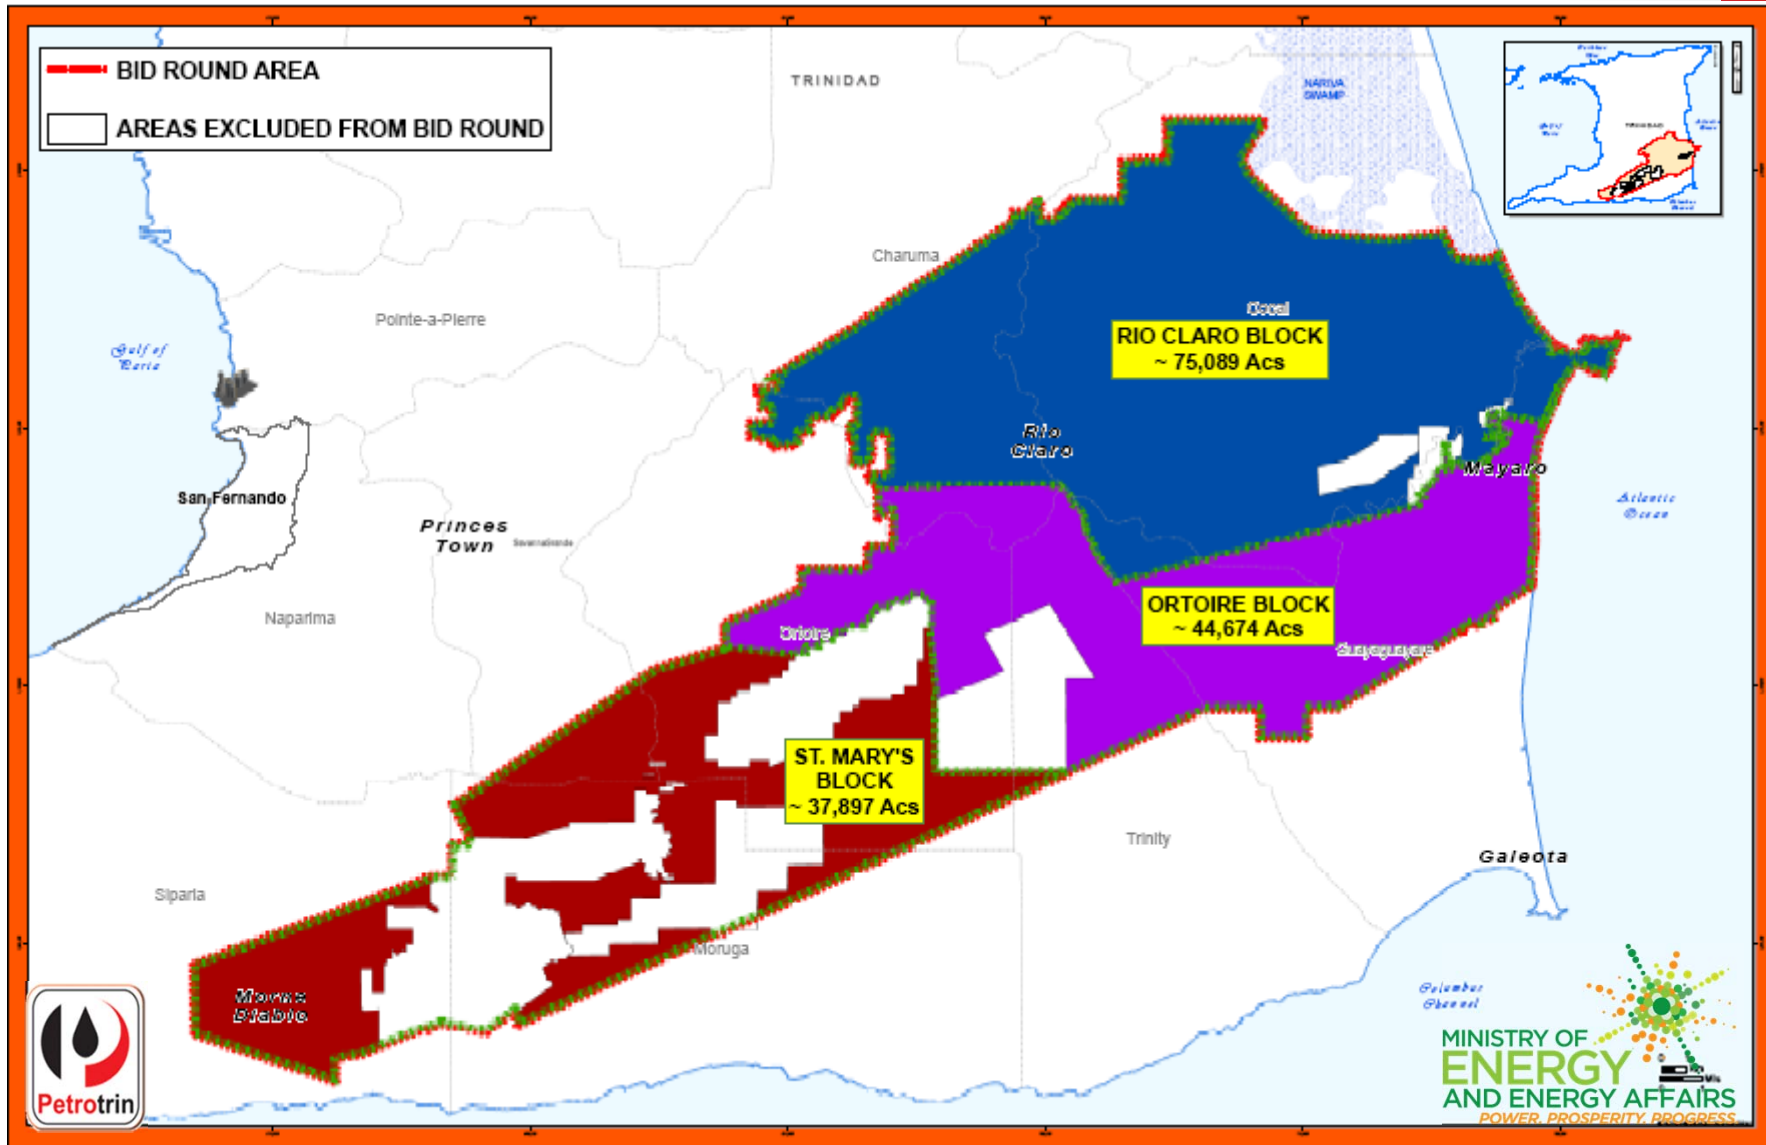 BID ROUND AREA
AREAS EXCLUDED FROM BID ROUND
TRINIDAD
NARIVA
SWAMP
TRINIDAD
Charuma
Pointe-a-Pierre
Gulf of
Paria
Cocal
RIO CLARO BLOCK
~ 75,089 Acs
Rio
Claro
Mayaro
San Fernando
Princes
Town
Savanna Grande
Atlantic
Ocean
Naparima
Ortoire
ORTOIRE BLOCK
~ 44,674 Acs
Guayaguayare
ST. MARY'S
BLOCK
~ 37,897 Acs
Trinity
Galeota
Siparia
Moruga
Morne
Diablo
Columbus
Channel
Petrotrin
MINISTRY OF
ENERGY
AND ENERGY AFFAIRS
POWER. PROSPERITY. PROGRESS.